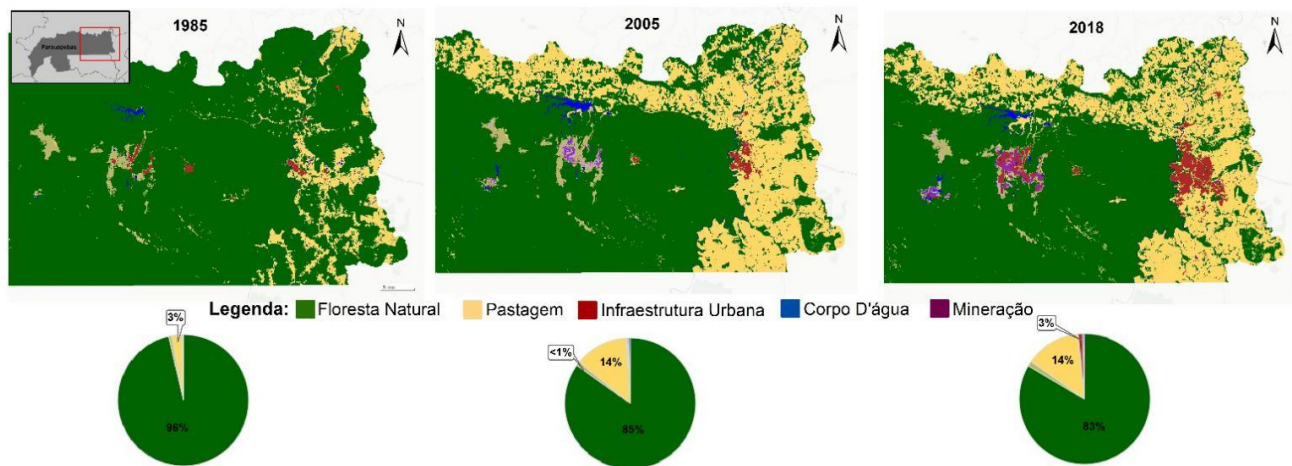 1985
2005
2018
N
N
N
Parauapebas
Legenda: Floresta Natural Pastagem Infraestrutura Urbana Corpo D'água Mineração
3%
96%
<1%
14%
85%
3%
14%
83%